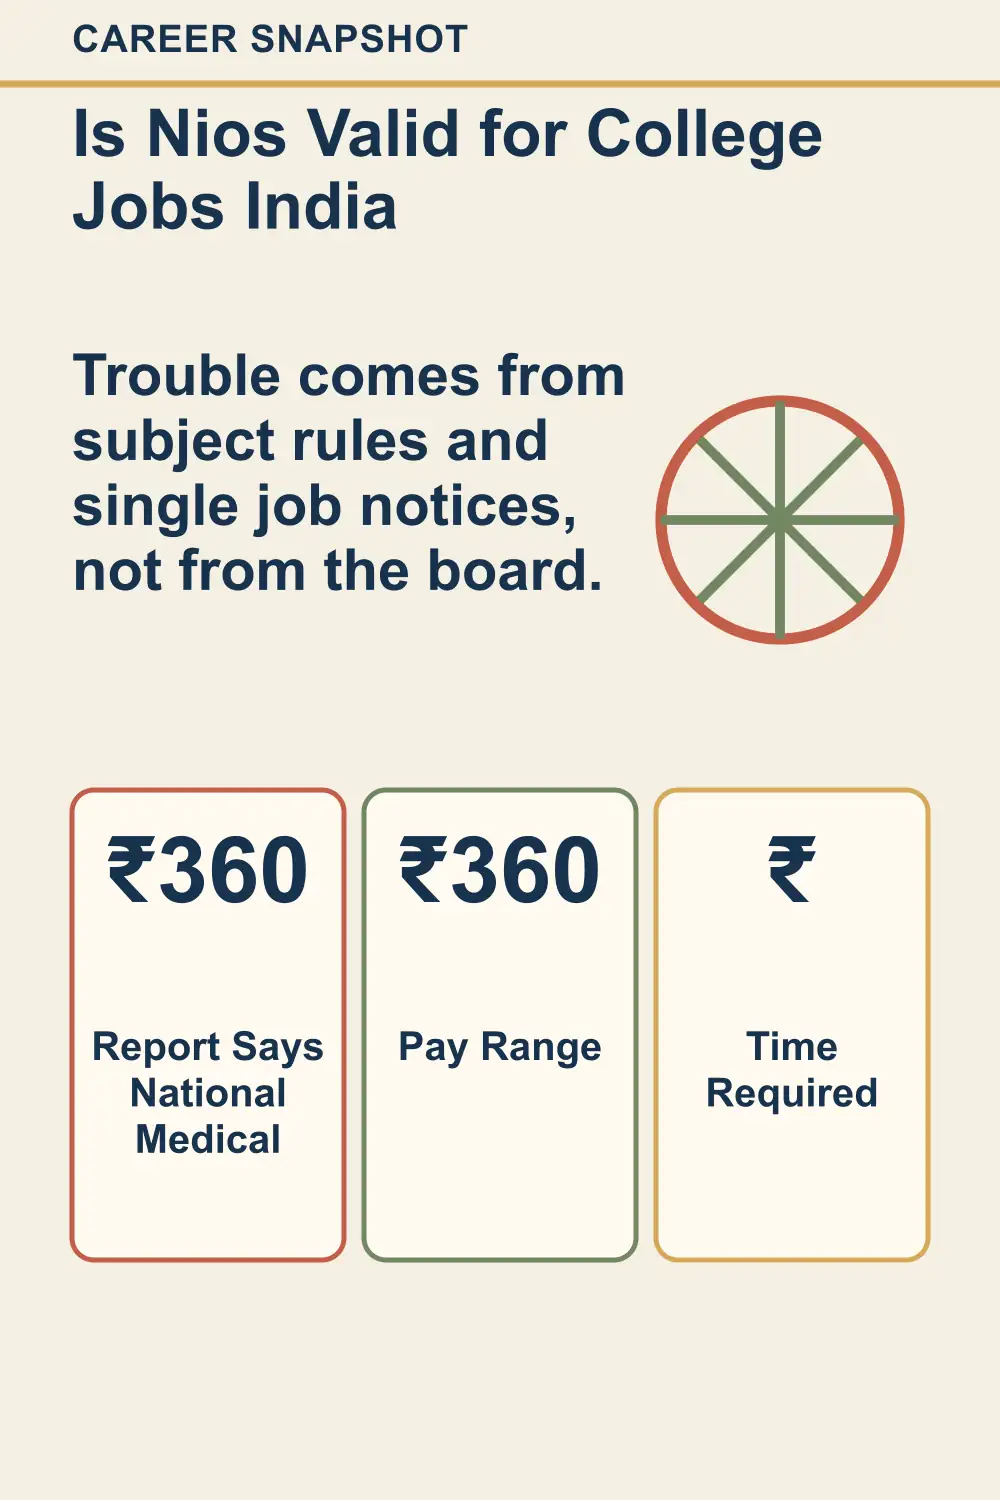 CAREER SNAPSHOT
Is Nios Valid for College
Jobs India
Trouble comes from
subject rules and
single job notices,
not from the board.
₹360
Report Says
National
Medical
₹360
Pay Range
₹
Time
Required